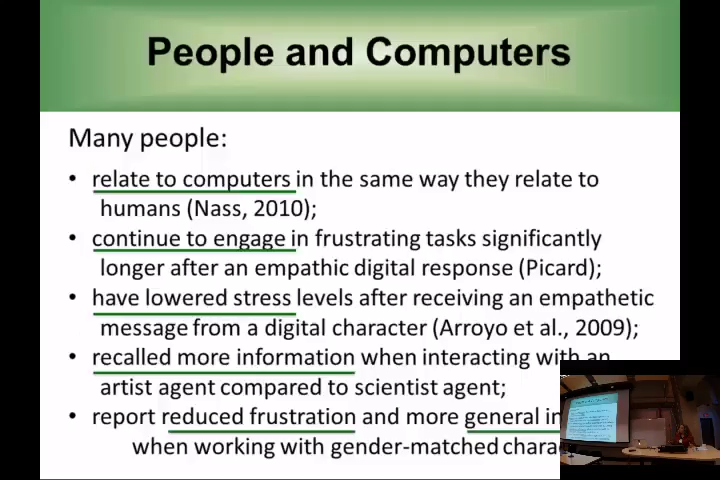 People and Computers
Many people:
• relate to computers in the same way they relate to
humans (Nass, 2010);
• continue to engage in frustrating tasks significantly
longer after an empathic digital response (Picard);
• have lowered stress levels after receiving an empathetic
message from a digital character (Arroyo et al., 2009);
• recalled more information when interacting with an
artist agent compared to scientist agent;
• report reduced frustration and more general
when working with gender-matched